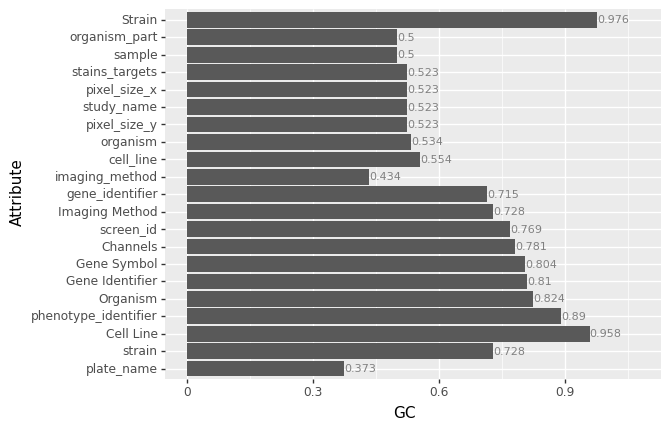 Strain 0.976
organism_part 0.5
sample 0.5
stains_targets 0.523
pixel_size_x 0.523
study_name 0.523
pixel_size_y 0.523
organism 0.534
cell_line 0.554
imaging_method 0.434
gene_identifier 0.715
Imaging Method 0.728
screen_id 0.769
Channels 0.781
Gene Symbol 0.804
Gene Identifier 0.81
Organism 0.824
phenotype_identifier 0.89
Cell Line 0.958
strain 0.728
plate_name 0.373
Attribute
0 0.3 0.6 0.9
GC